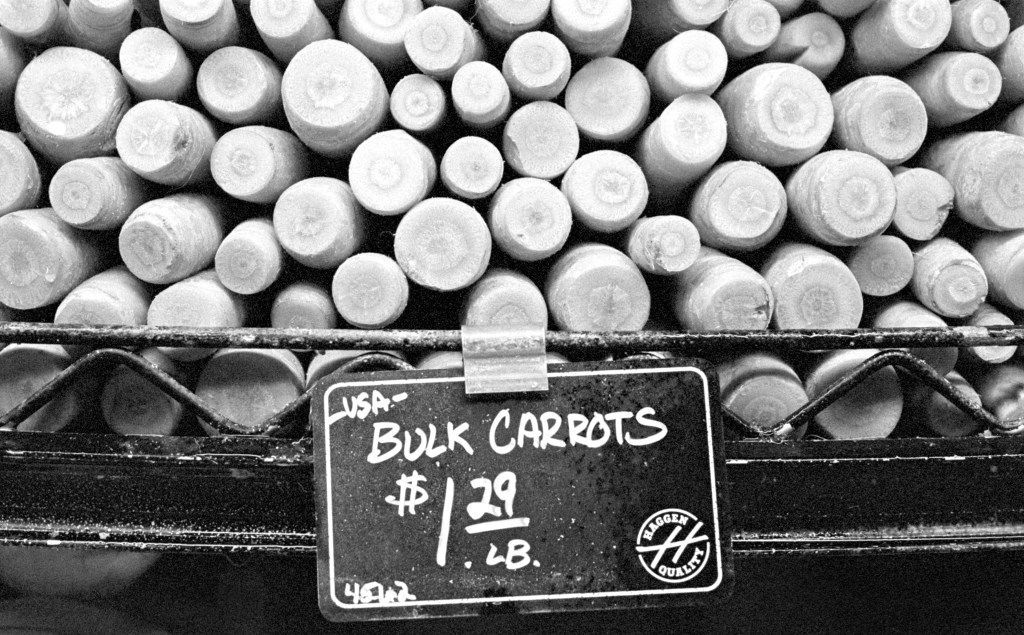 USA-
BULK CARROTS
$1 29
LB.
4562
HAGGEN
QUALITY